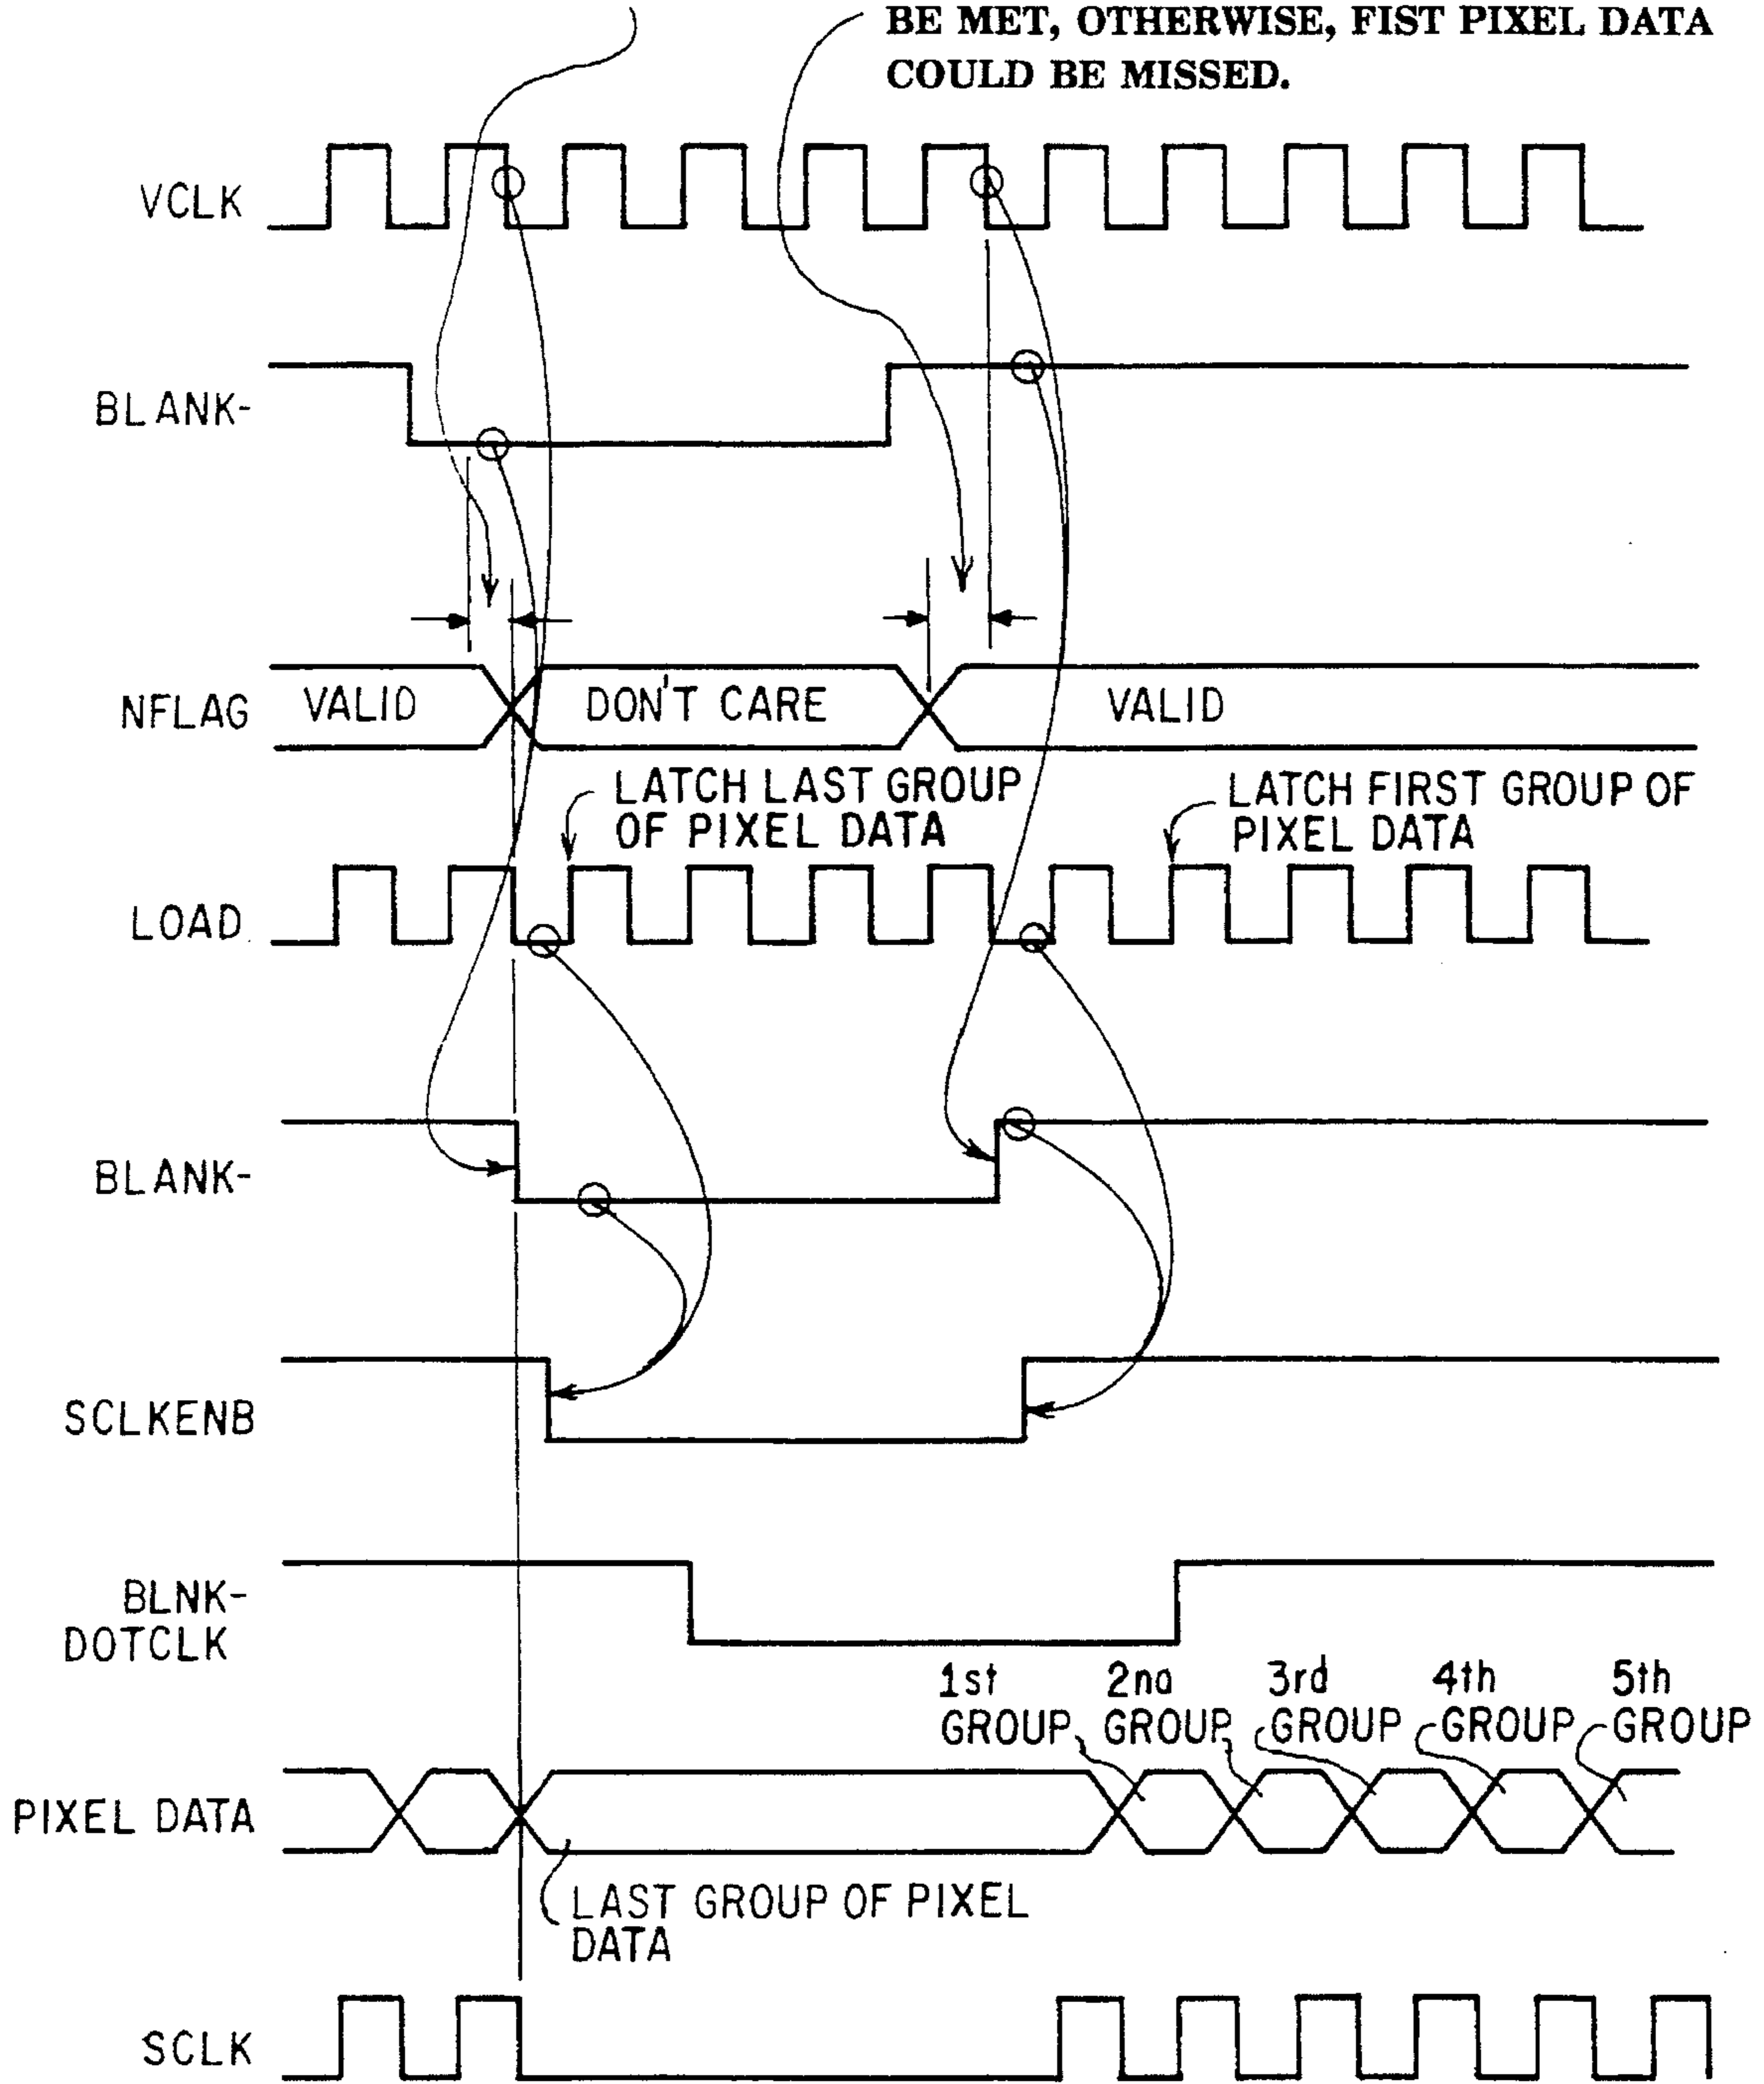 BE MET, OTHERWISE, FIST PIXEL DATA
COULD BE MISSED.
VCLK
BLANK-
NFLAG
VALID
DON'T CARE
VALID
LATCH LAST GROUP
OF PIXEL DATA
LATCH FIRST GROUP OF
PIXEL DATA
LOAD
BLANK-
SCLKENB
BLNK-
DOTCLK
1st
GROUP
2nd
GROUP
3rd
GROUP
4th
GROUP
5th
GROUP
PIXEL DATA
LAST GROUP OF PIXEL
DATA
SCLK